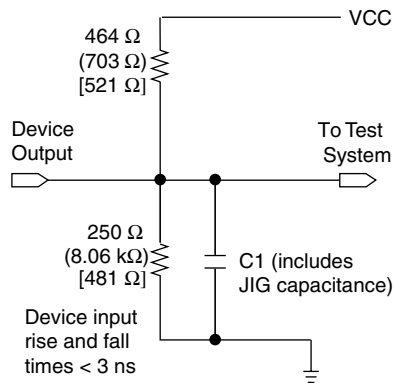 VCC
464 Ω
(703 Ω)
[521 Ω]
Device
Output
To Test
System
250 Ω
(8.06 kΩ)
[481 Ω]
C1 (includes
JIG capacitance)
Device input
rise and fall
times < 3 ns